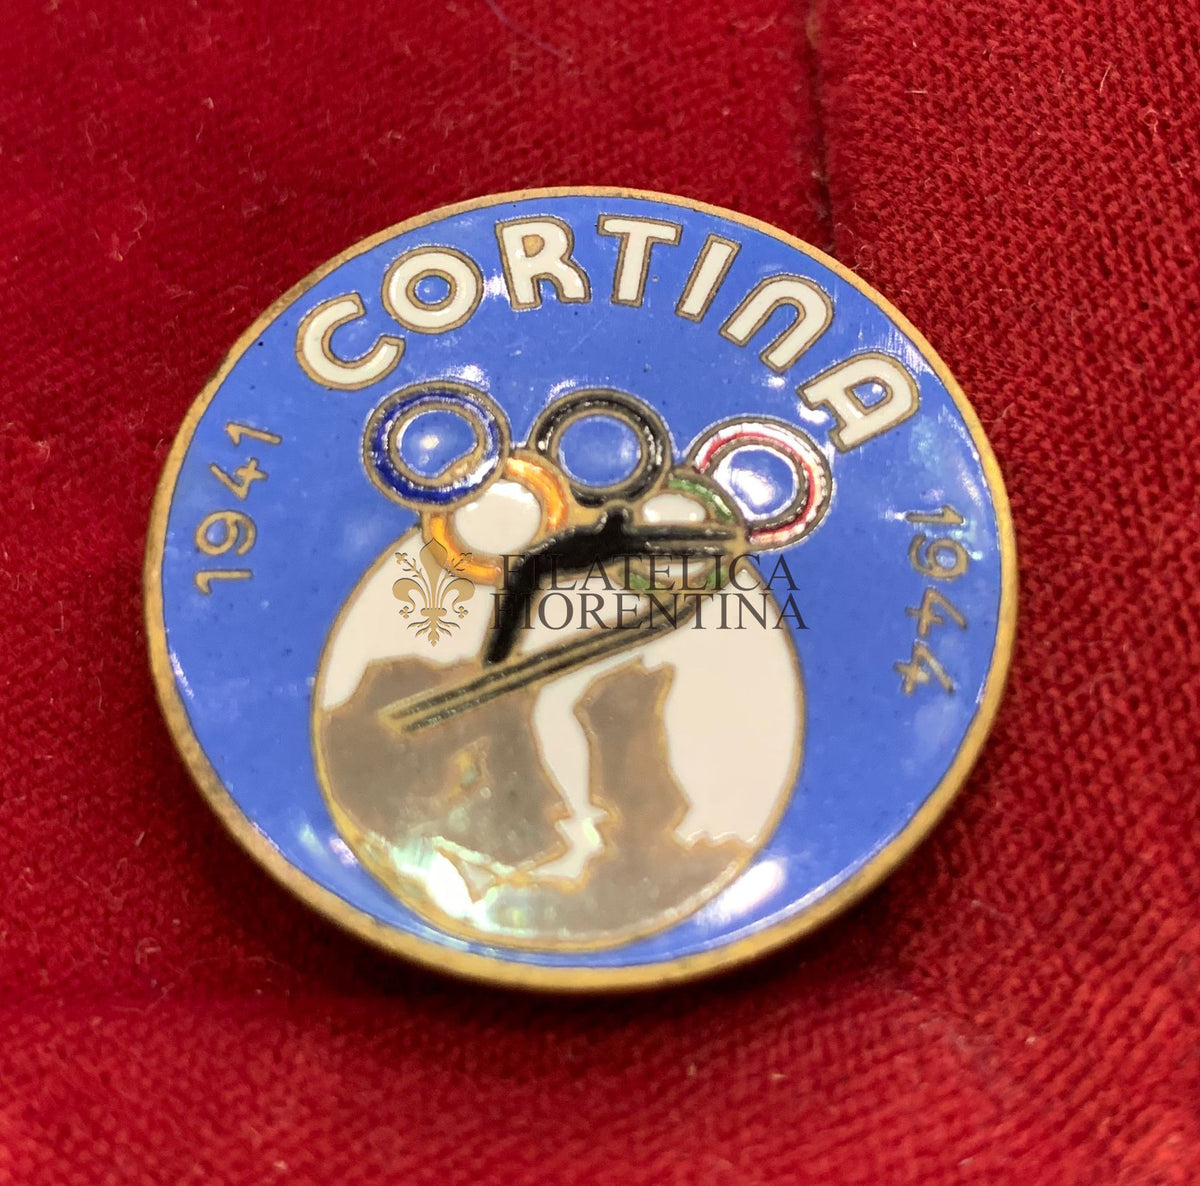 CORTINA
1941
1944
FILATELICA
FIORENTINA